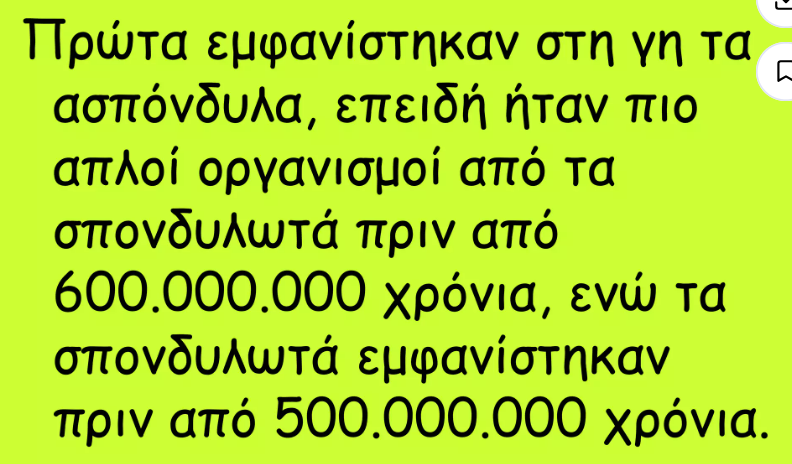 Πρώτα εμφανίστηκαν στη γη τα
ασπόνδυλα, επειδή ήταν πιο
απλοί οργανισμοί από τα
σπονδυλωτά πριν από
600.000.000 χρόνια, ενώ τα
σπονδυλωτά εμφανίστηκαν
πριν από 500.000.000 χρόνια.